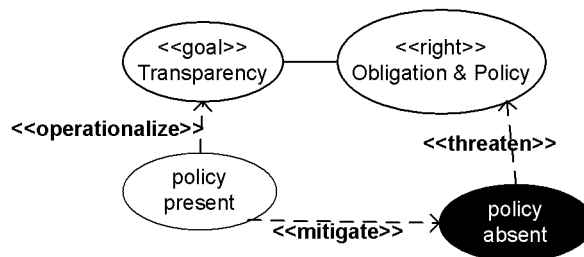 <<goal>>
Transparency
<<right>>
Obligation & Policy
<<operationalize>>
<<threaten>>
policy
present
policy
absent
<<mitigate>>